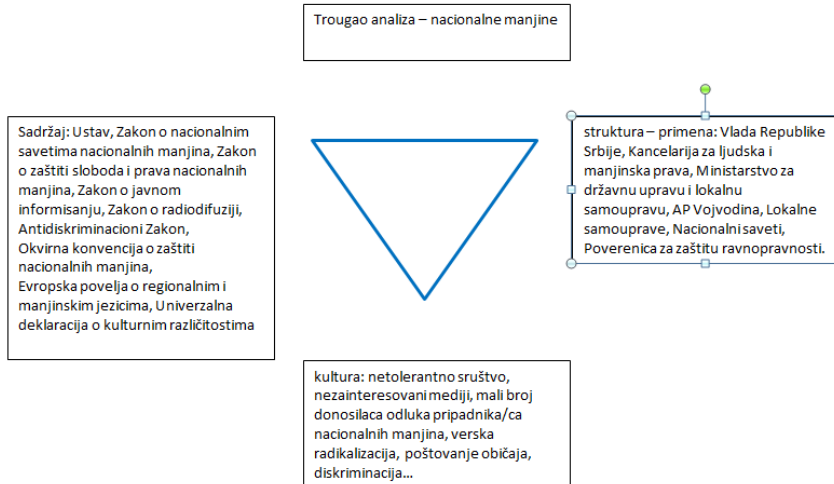 Trougao analiza – nacionalne manjine
Sadržaj: Ustav, Zakon o nacionalnim
savetima nacionalnih manjina, Zakon
o zaštiti sloboda i prava nacionalnih
manjina, Zakon o javnom
informisanju, Zakon o radiodifuziji,
Antidiskriminacioni Zakon,
Okvirna konvencija o zaštiti
nacionalnih manjina,
Evropska povelja o regionalnim i
manjinskim jezicima, Univerzalna
deklaracija o kulturnim različitostima
struktura – primena: Vlada Republike
Srbije, Kancelarija za ljudska i
manjinska prava, Ministarstvo za
državnu upravu i lokalnu
samoupravu, AP Vojvodina, Lokalne
samouprave, Nacionalni saveti,
Poverenica za zaštitu ravnopravnosti.
kultura: netolerantno sruštvo,
nezainteresovani mediji, mali broj
donosilaca odluka pripadnika/ca
nacionalnih manjina, verska
radikalizacija, poštovanje običaja,
diskriminacija...